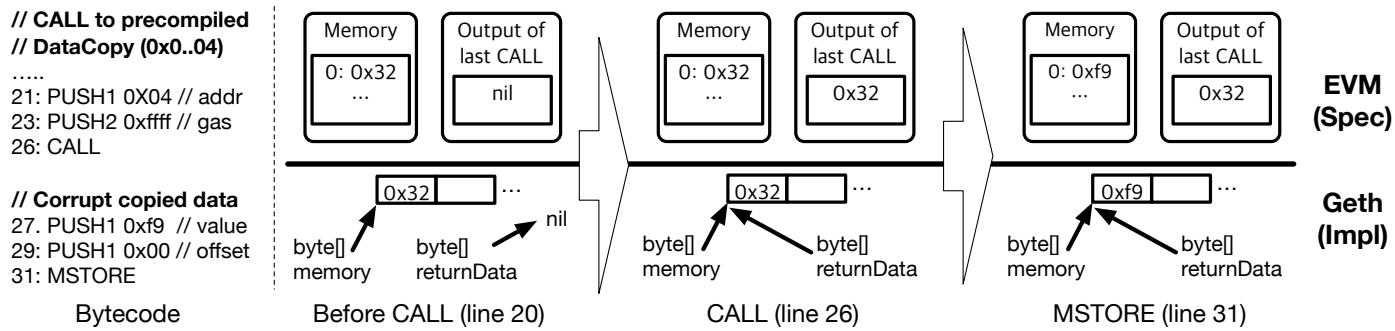 // CALL to precompiled
// DataCopy (0x0..04)
.....
21: PUSH1 0X04 // addr
23: PUSH2 0xffff // gas
26: CALL
// Corrupt copied data
27. PUSH1 0xf9 // value
29: PUSH1 0x00 // offset
31: MSTORE
Bytecode
Memory
0: 0x32
...
Output of
last CALL
nil
0x32
...
nil
byte[]
memory
byte[]
returnData
Before CALL (line 20)
Memory
0: 0x32
...
Output of
last CALL
0x32
0x32
...
byte[]
memory
byte[]
returnData
CALL (line 26)
Memory
0: 0xf9
...
Output of
last CALL
0x32
0xf9
...
byte[]
memory
byte[]
returnData
MSTORE (line 31)
EVM
(Spec)
Geth
(Impl)